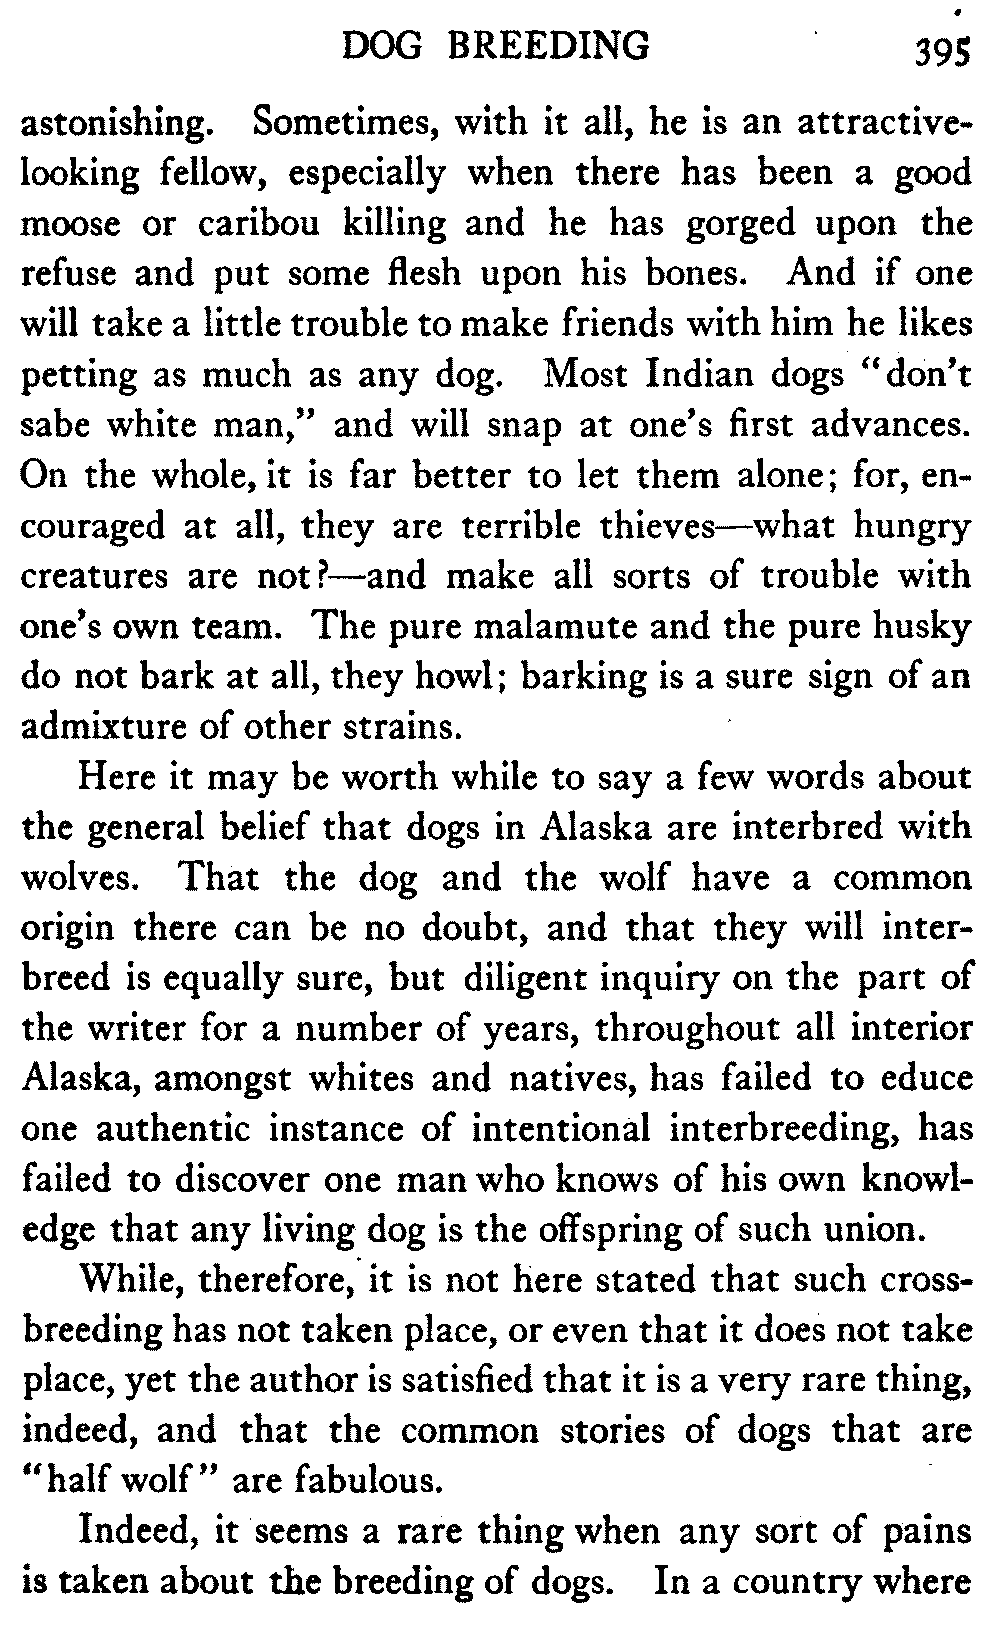 DOG BREEDING 395
astonishing. Sometimes, with it all, he is an attractive-
looking fellow, especially when there has been a good
moose or caribou killing and he has gorged upon the
refuse and put some flesh upon his bones. And if one
will take a little trouble to make friends with him he likes
petting as much as any dog. Most Indian dogs "don't
sabe white man," and will snap at one's first advances.
On the whole, it is far better to let them alone; for, en-
couraged at all, they are terrible thieves—what hungry
creatures are not?—and make all sorts of trouble with
one's own team. The pure malamute and the pure husky
do not bark at all, they howl; barking is a sure sign of an
admixture of other strains.
Here it may be worth while to say a few words about
the general belief that dogs in Alaska are interbred with
wolves. That the dog and the wolf have a common
origin there can be no doubt, and that they will inter-
breed is equally sure, but diligent inquiry on the part of
the writer for a number of years, throughout all interior
Alaska, amongst whites and natives, has failed to educe
one authentic instance of intentional interbreeding, has
failed to discover one man who knows of his own knowl-
edge that any living dog is the offspring of such union.
While, therefore, it is not here stated that such cross-
breeding has not taken place, or even that it does not take
place, yet the author is satisfied that it is a very rare thing,
indeed, and that the common stories of dogs that are
"half wolf" are fabulous.
Indeed, it seems a rare thing when any sort of pains
is taken about the breeding of dogs. In a country where